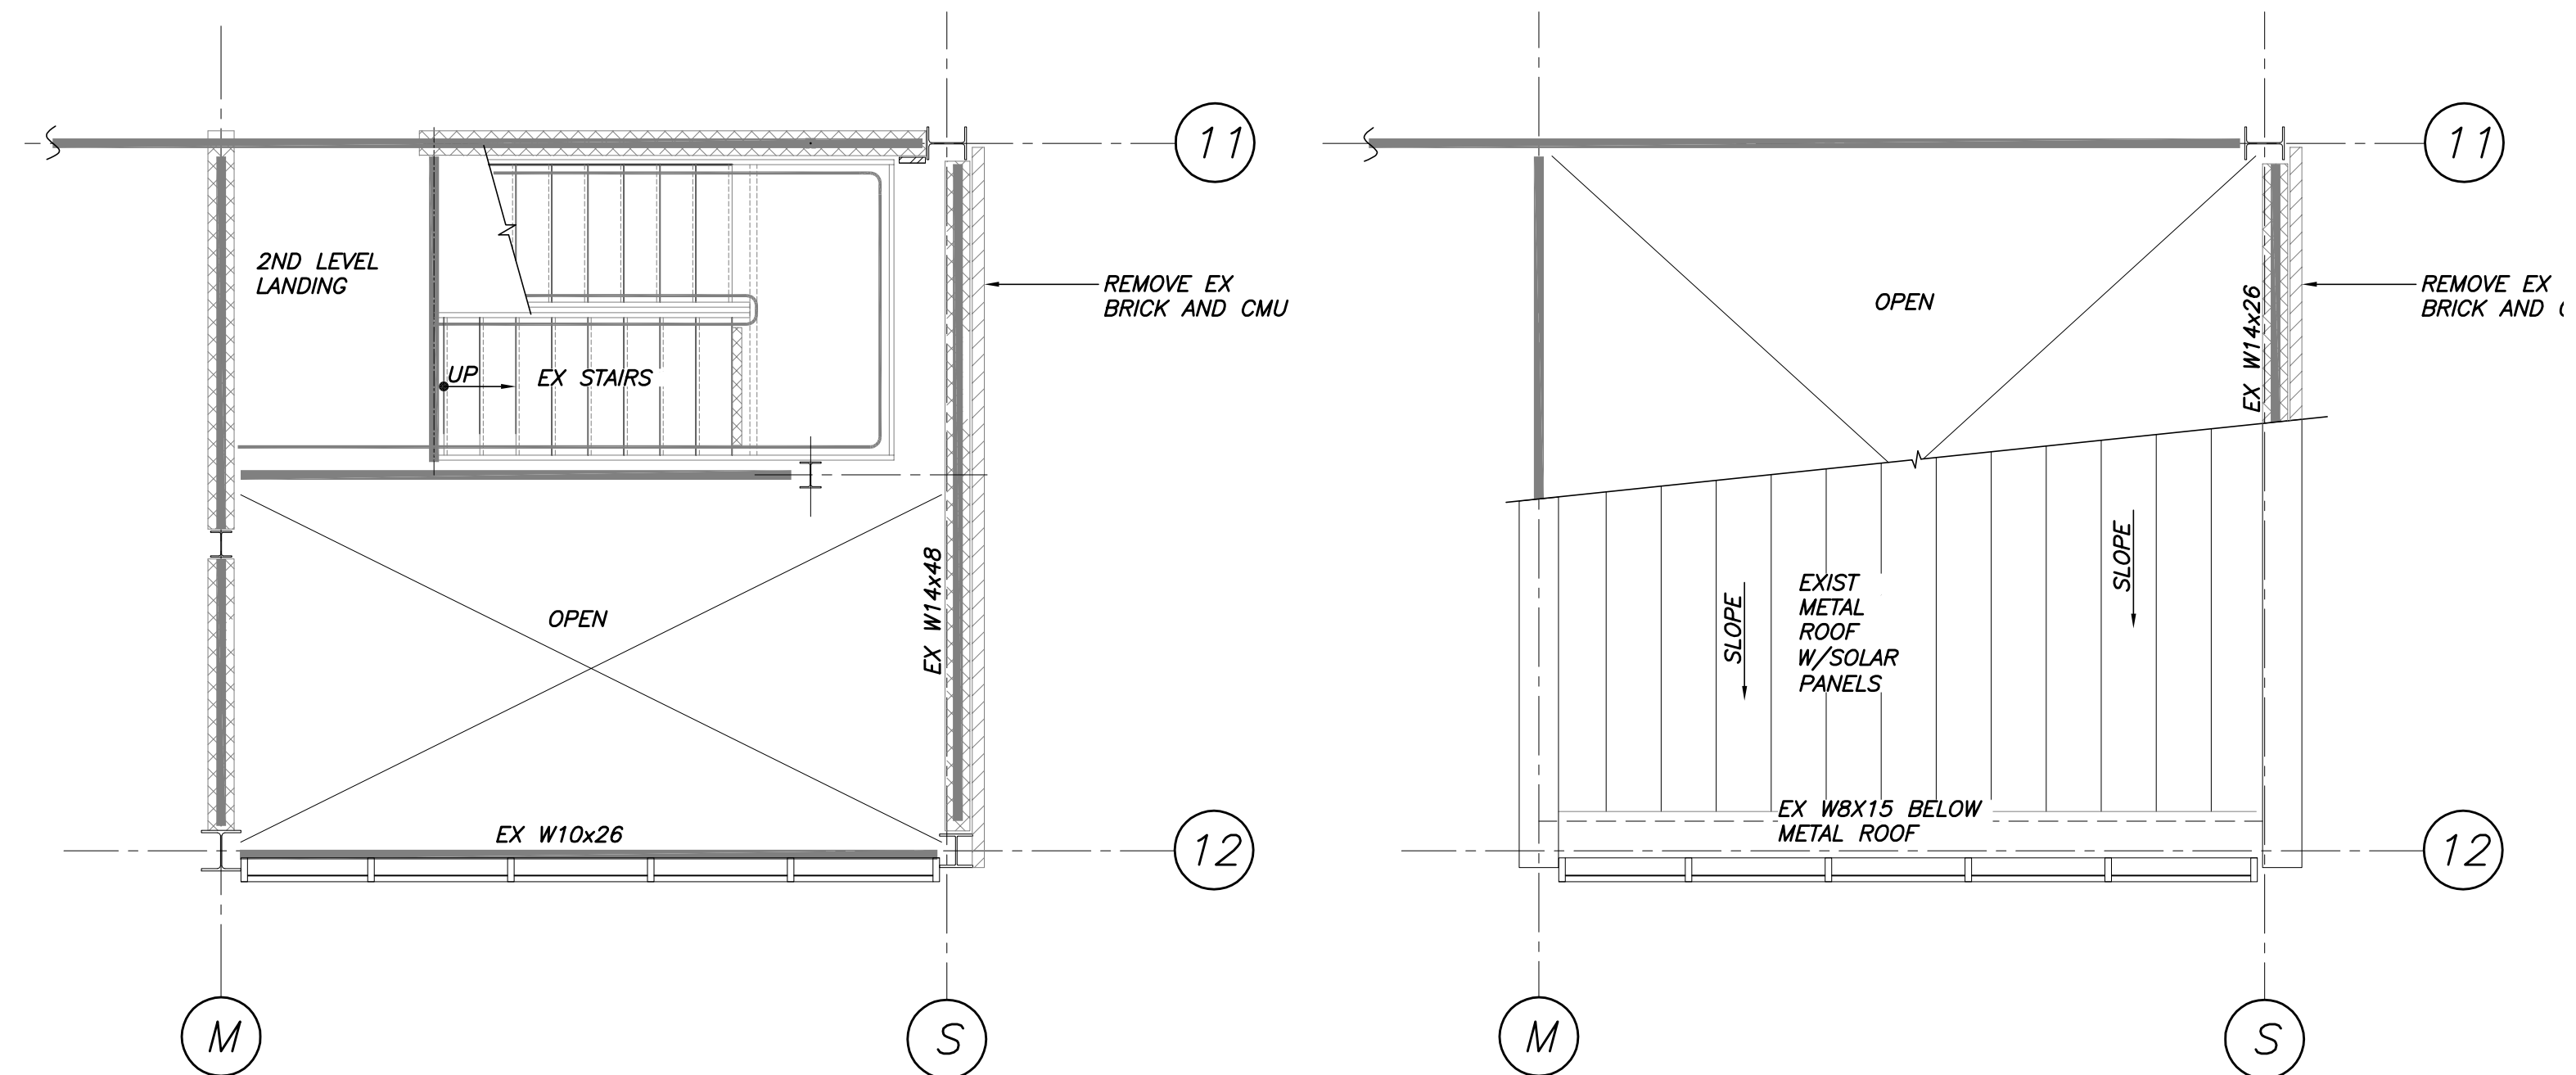 11
2ND LEVEL
LANDING
REMOVE EX
BRICK AND CMU
UP
EX STAIRS
OPEN
EX W14x48
EX W10x26
12
M
S
11
OPEN
EX W14x26
REMOVE EX
BRICK AND
SLOPE
SLOPE
EXIST
METAL
ROOF
W/SOLAR
PANELS
EX W8X15 BELOW
METAL ROOF
12
M
S